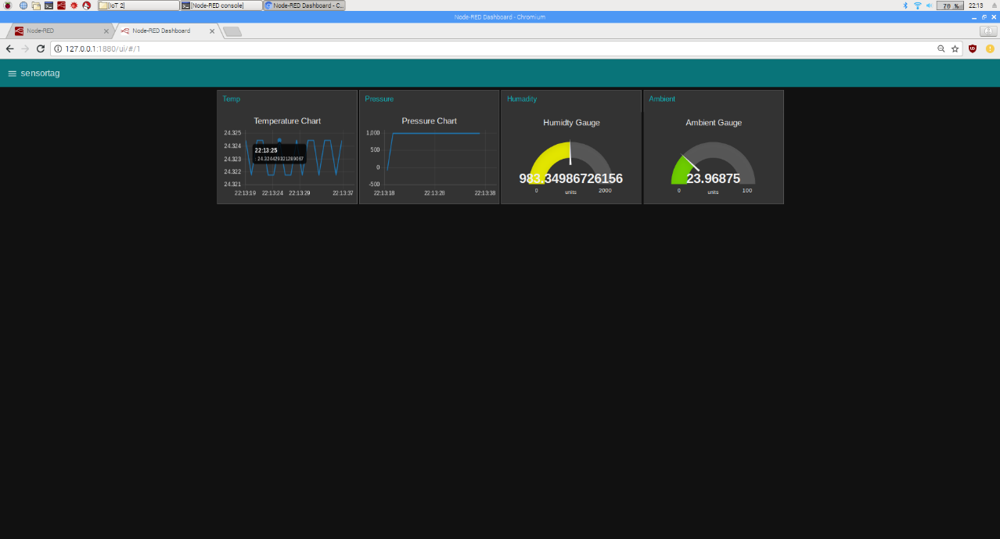 [IoT 2]
[Node-RED console]
Node-RED Dashboard - C...
70 %
22:13
Node-RED Dashboard - Chromium
Node-RED
Node-RED Dashboard
127.0.0.1:1880/ui/#/1
sensortag
Temp
Temperature Chart
24.325
24.324
24.323
24.322
24.321
22:13:25
: 24.324429321289067
22:13:19
22:13:24
22:13:29
22:13:37
Pressure
Pressure Chart
1,000
500
0
-500
22:13:18
22:13:28
22:13:38
Humadity
Humidty Gauge
983.34986726156
0
units
2000
Ambient
Ambient Gauge
23.96875
0
units
100